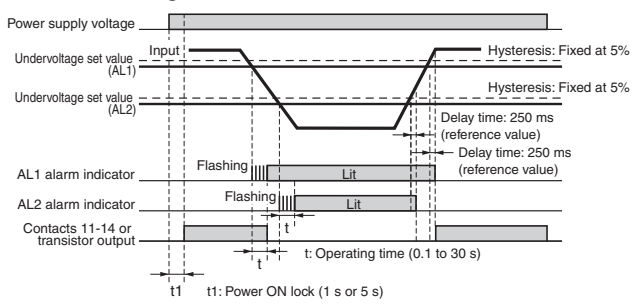 Power supply voltage
Input
Hysteresis: Fixed at 5%
Undervoltage set value
(AL1)
Hysteresis: Fixed at 5%
Undervoltage set value
(AL2)
Delay time: 250 ms
(reference value)
Delay time: 250 ms
(reference value)
Flashing
AL1 alarm indicator
Lit
Flashing
AL2 alarm indicator
Lit
t
Contacts 11-14 or
transistor output
t
t: Operating time (0.1 to 30 s)
t1
t1: Power ON lock (1 s or 5 s)